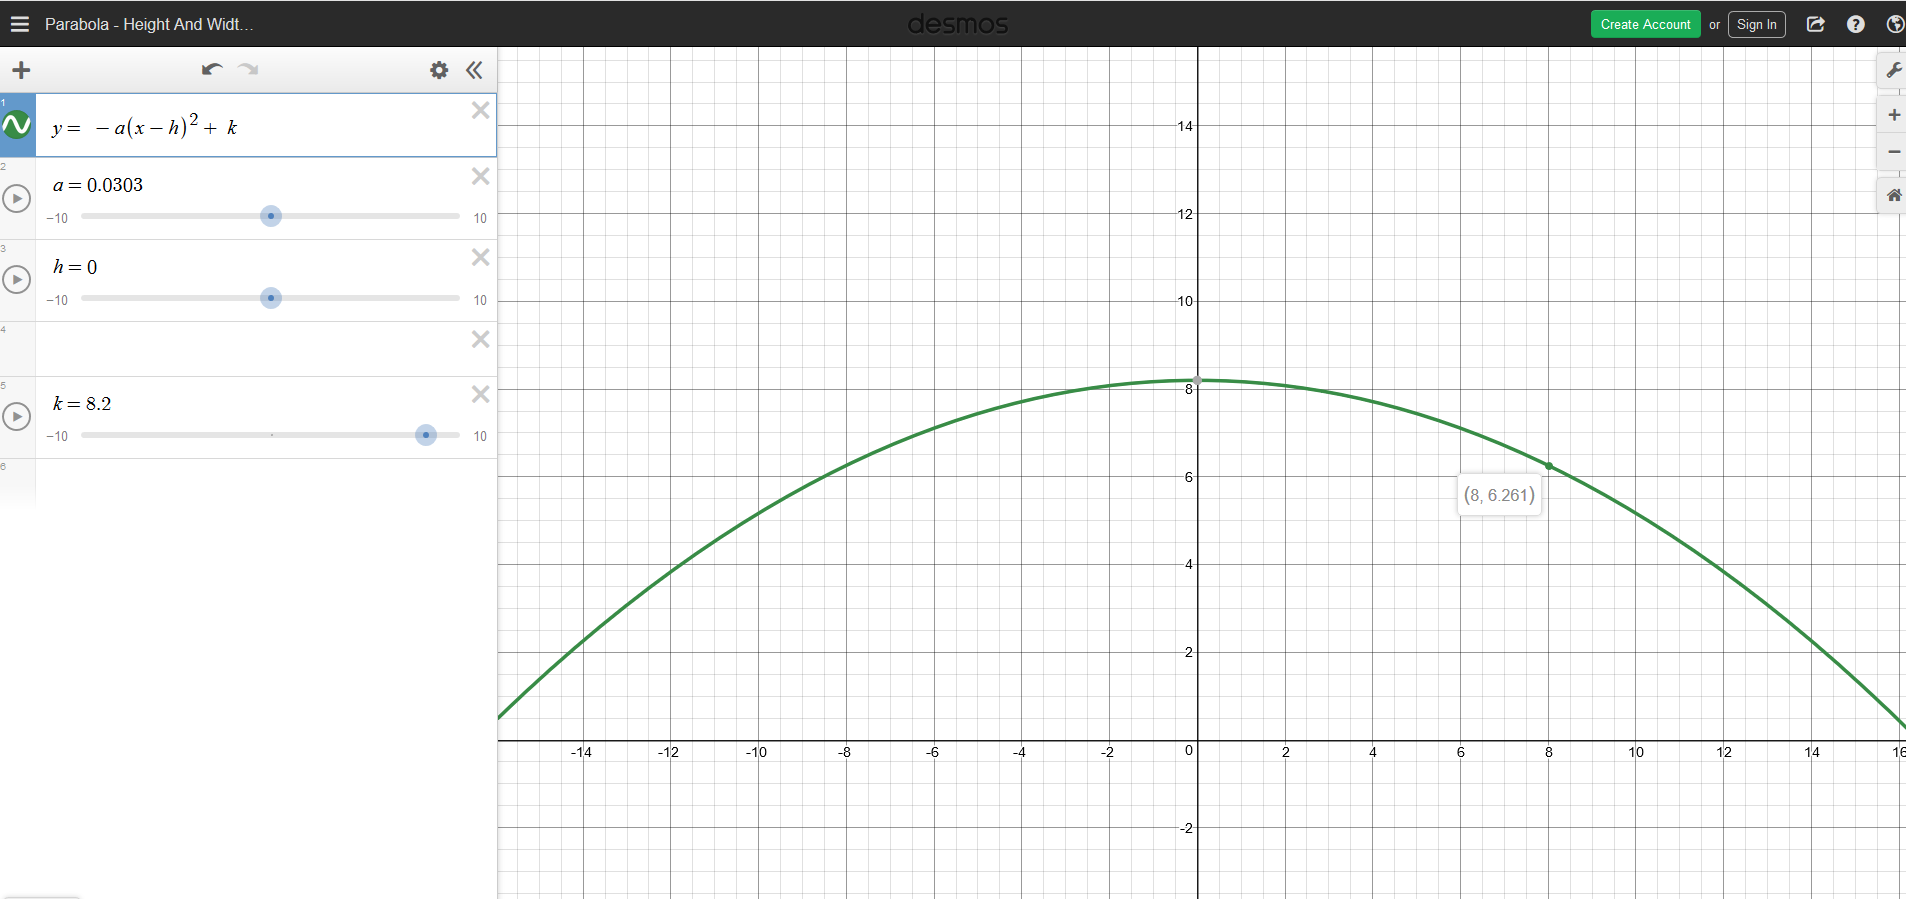 Parabola - Height And Widt...
desmos
Create Account or Sign In
1
y = − a(x − h)² + k
2
a = 0.0303
−10 10
3
h = 0
−10 10
4
5
k = 8.2
−10 10
6
14
12
10
8
6
(8, 6.261)
4
2
-14 -12 -10 -8 -6 -4 -2 0 2 4 6 8 10 12 14 16
-2